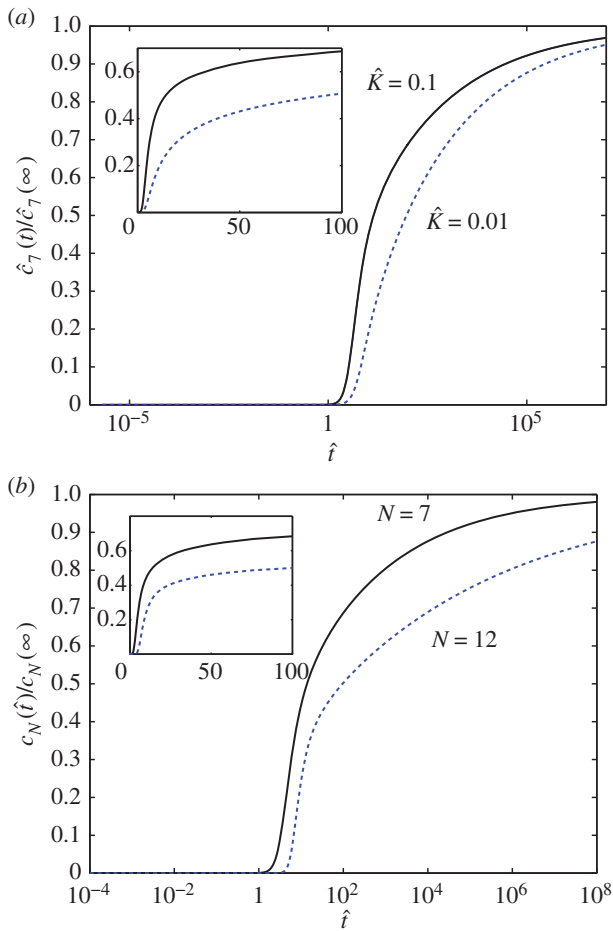 (a)
1.0
0.9
0.8
0.7
0.6
0.5
0.4
0.3
0.2
0.1
0
ĉ₇(t)/ĉ₇(∞)
0.6
0.4
0.2
0 50 100
K̂ = 0.1
K̂ = 0.01
10⁻⁵ 1 10⁵
t̂
(b)
1.0
0.9
0.8
0.7
0.6
0.5
0.4
0.3
0.2
0.1
0
c_N(t̂)/c_N(∞)
0.6
0.4
0.2
0 50 100
N = 7
N = 12
10⁻⁴ 10⁻² 1 10² 10⁴ 10⁶ 10⁸
t̂